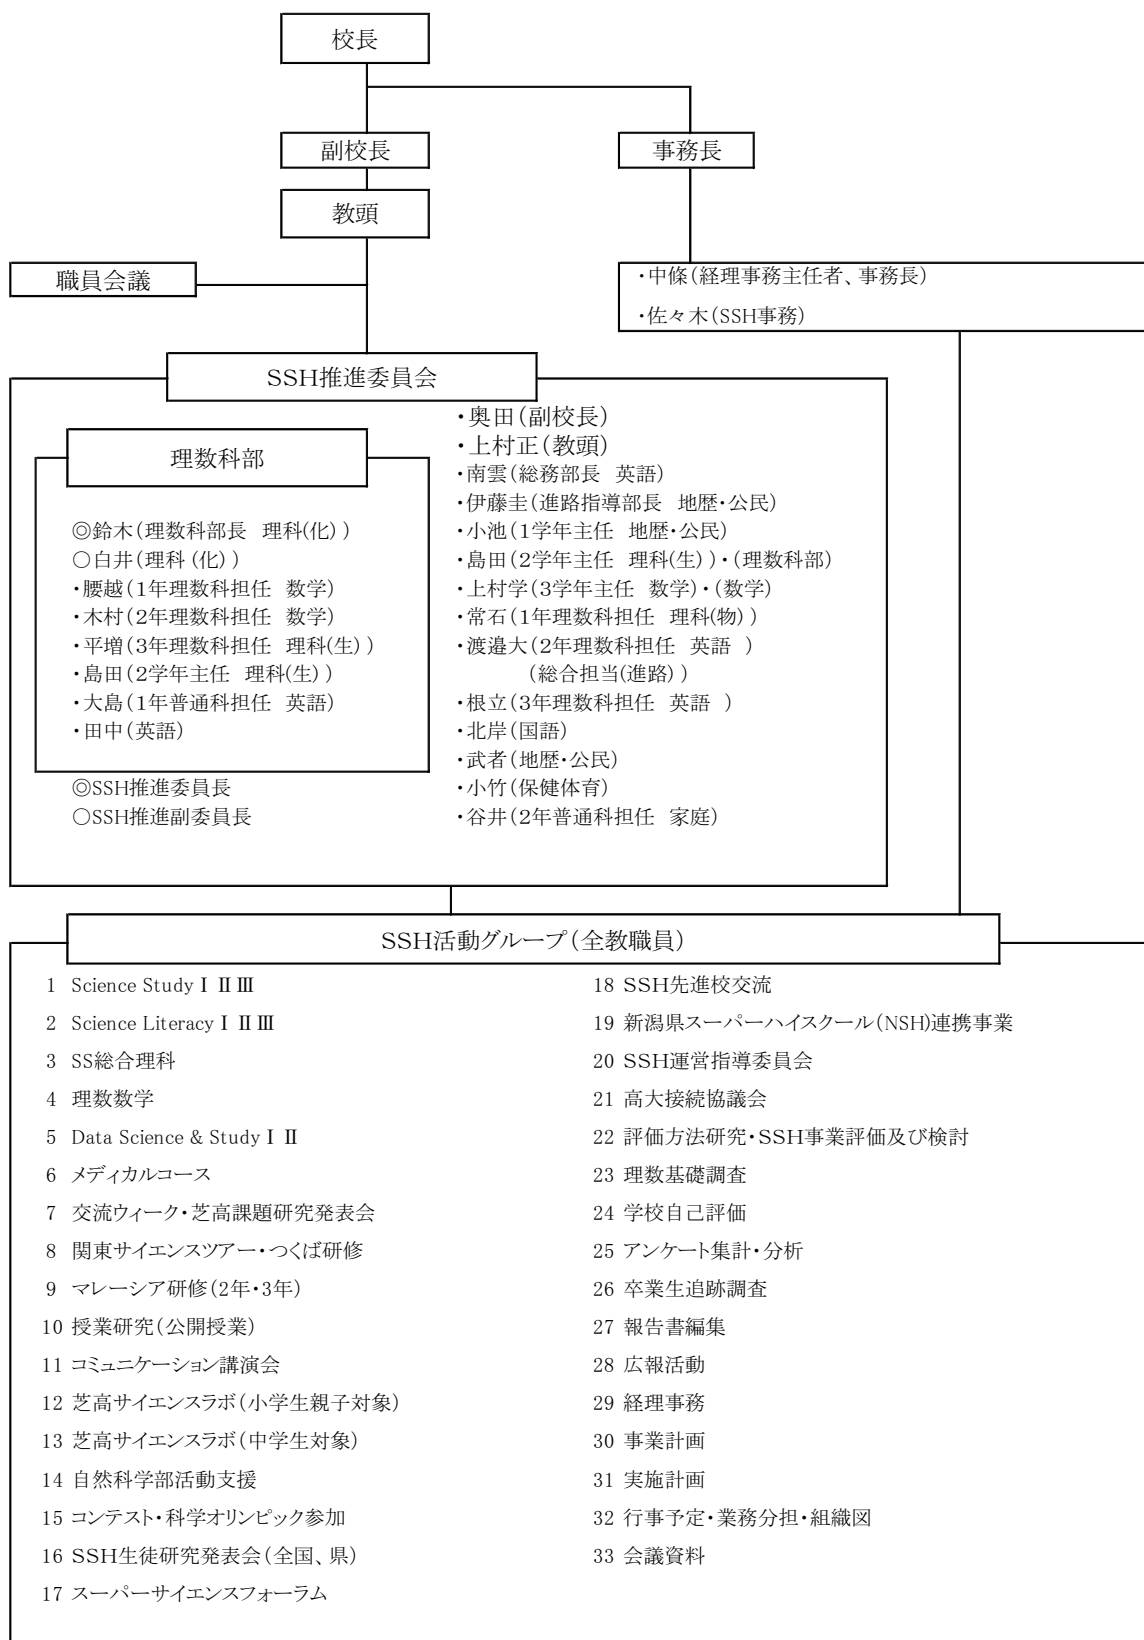 校長
副校長
事務長
教頭
職員会議
・中條(経理事務主任者、事務長)
・佐々木(SSH事務)
SSH推進委員会
理数科部
◎鈴木(理数科部長 理科(化))
○白井(理科(化))
・腰越(1年理数科担任 数学)
・木村(2年理数科担任 数学)
・平増(3年理数科担任 理科(生))
・島田(2学年主任 理科(生))
・大島(1年普通科担任 英語)
・田中(英語)
◎SSH推進委員長
○SSH推進副委員長
・奥田(副校長)
・上村正(教頭)
・南雲(総務部長 英語)
・伊藤圭(進路指導部長 地歴・公民)
・小池(1学年主任 地歴・公民)
・島田(2学年主任 理科(生))・(理数科部)
・上村学(3学年主任 数学)・(数学)
・常石(1年理数科担任 理科(物))
・渡邉大(2年理数科担任 英語 )
(総合担当(進路))
・根立(3年理数科担任 英語 )
・北岸(国語)
・武者(地歴・公民)
・小竹(保健体育)
・谷井(2年普通科担任 家庭)
SSH活動グループ(全教職員)
1 Science Study Ⅰ Ⅱ Ⅲ
2 Science Literacy Ⅰ Ⅱ Ⅲ
3 SS総合理科
4 理数数学
5 Data Science & Study Ⅰ Ⅱ
6 メディカルコース
7 交流ウィーク・芝高課題研究発表会
8 関東サイエンスツアー・つくば研修
9 マレーシア研修(2年・3年)
10 授業研究(公開授業)
11 コミュニケーション講演会
12 芝高サイエンスラボ(小学生親子対象)
13 芝高サイエンスラボ(中学生対象)
14 自然科学部活動支援
15 コンテスト・科学オリンピック参加
16 SSH生徒研究発表会(全国、県)
17 スーパーサイエンスフォーラム
18 SSH先進校交流
19 新潟県スーパーハイスクール(NSH)連携事業
20 SSH運営指導委員会
21 高大接続協議会
22 評価方法研究・SSH事業評価及び検討
23 理数基礎調査
24 学校自己評価
25 アンケート集計・分析
26 卒業生追跡調査
27 報告書編集
28 広報活動
29 経理事務
30 事業計画
31 実施計画
32 行事予定・業務分担・組織図
33 会議資料